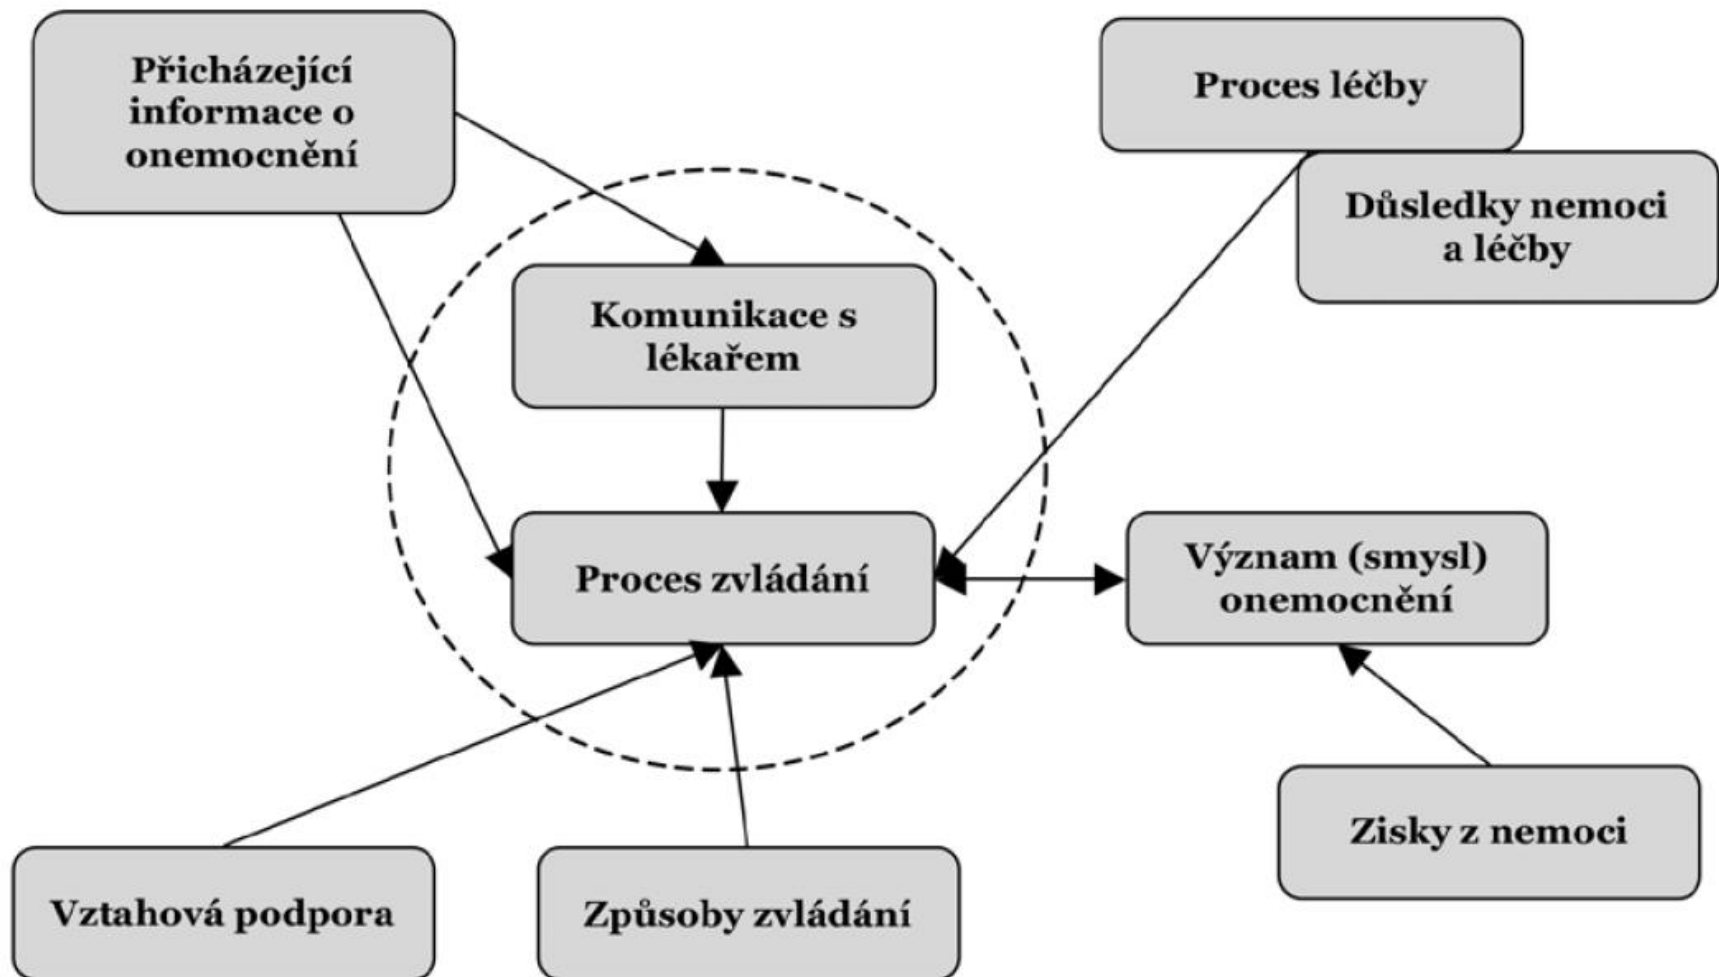 Přicházející
informace o
onemocnění
Proces léčby
Důsledky nemoci
a léčby
Komunikace s
lékařem
Proces zvládání
Význam (smysl)
onemocnění
Zisky z nemoci
Vztahová podpora
Způsoby zvládání